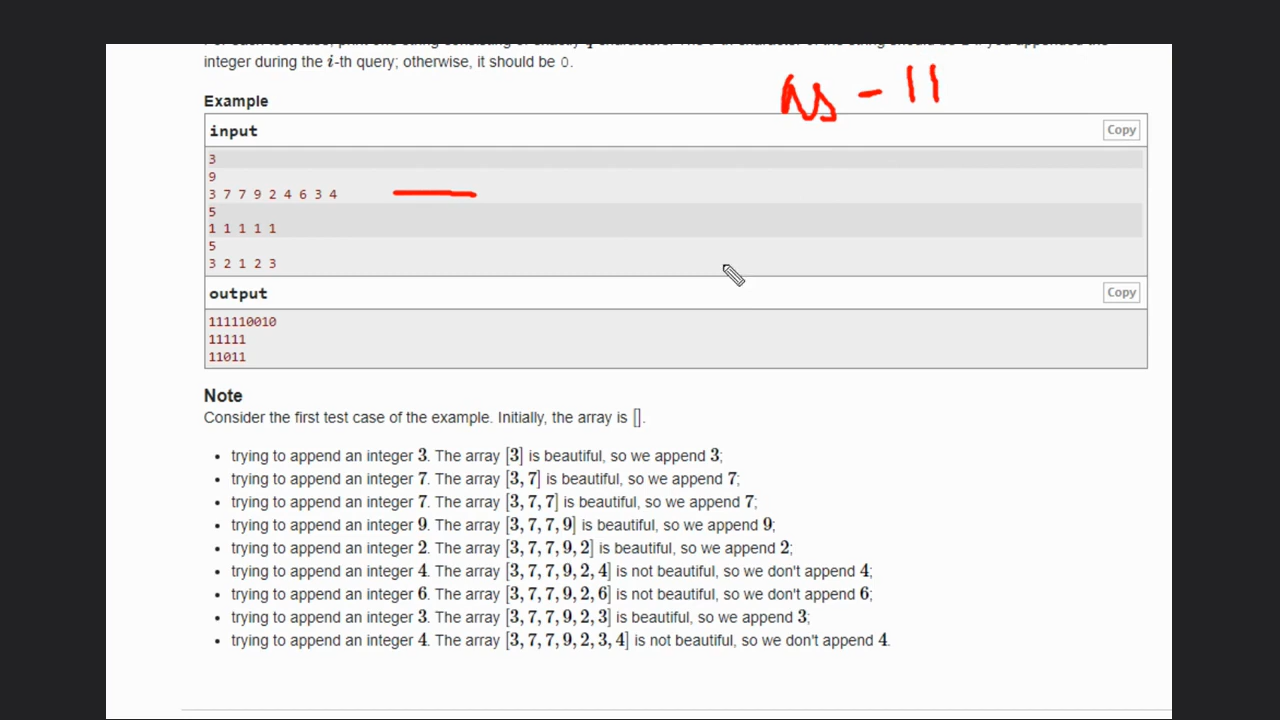 integer during the i-th query; otherwise, it should be 0.
Example
input
Copy
3
9
3 7 7 9 2 4 6 3 4
5
1 1 1 1 1
5
3 2 1 2 3
output
Copy
111110010
11111
11011
Note
Consider the first test case of the example. Initially, the array is [].
• trying to append an integer 3. The array [3] is beautiful, so we append 3;
• trying to append an integer 7. The array [3, 7] is beautiful, so we append 7;
• trying to append an integer 7. The array [3, 7, 7] is beautiful, so we append 7;
• trying to append an integer 9. The array [3, 7, 7, 9] is beautiful, so we append 9;
• trying to append an integer 2. The array [3, 7, 7, 9, 2] is beautiful, so we append 2;
• trying to append an integer 4. The array [3, 7, 7, 9, 2, 4] is not beautiful, so we don't append 4;
• trying to append an integer 6. The array [3, 7, 7, 9, 2, 6] is not beautiful, so we don't append 6;
• trying to append an integer 3. The array [3, 7, 7, 9, 2, 3] is beautiful, so we append 3;
• trying to append an integer 4. The array [3, 7, 7, 9, 2, 3, 4] is not beautiful, so we don't append 4.